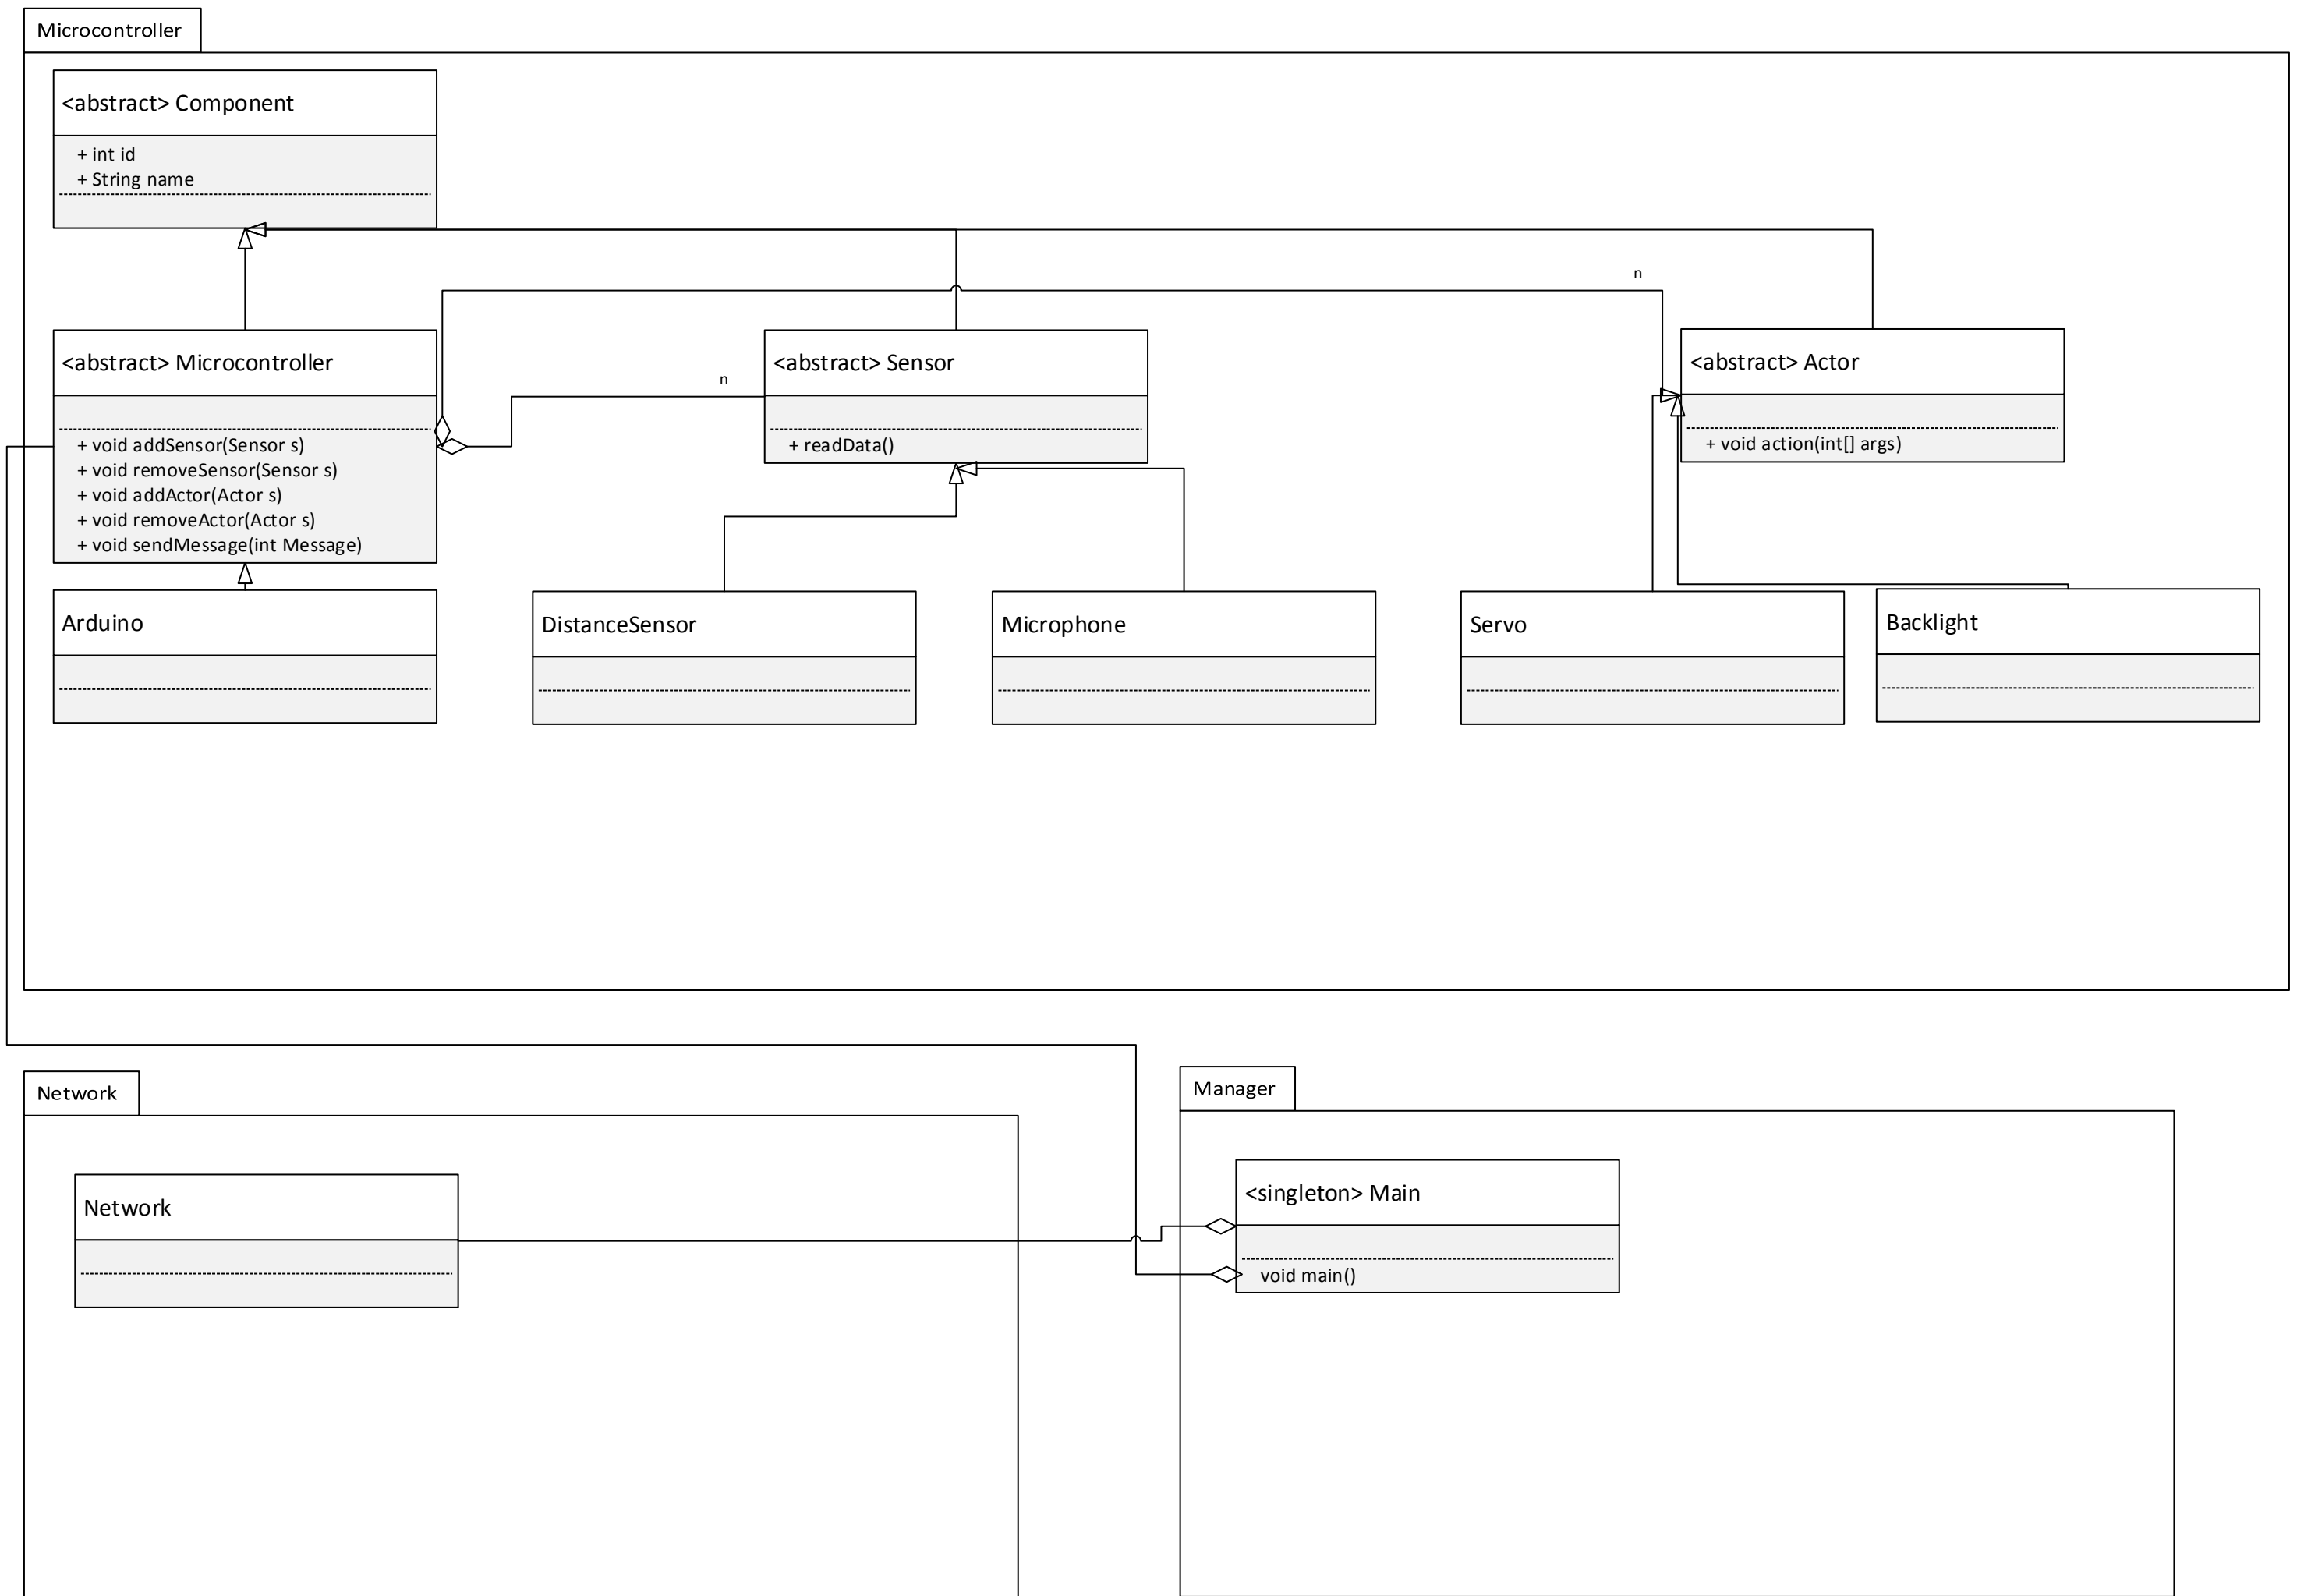 Microcontroller
<abstract> Component
+ int id
+ String name
n
<abstract> Microcontroller
+ void addSensor(Sensor s)
+ void removeSensor(Sensor s)
+ void addActor(Actor s)
+ void removeActor(Actor s)
+ void sendMessage(int Message)
n
<abstract> Sensor
+ readData()
<abstract> Actor
+ void action(int[] args)
Arduino
DistanceSensor
Microphone
Servo
Backlight
Network
Network
Manager
<singleton> Main
void main()